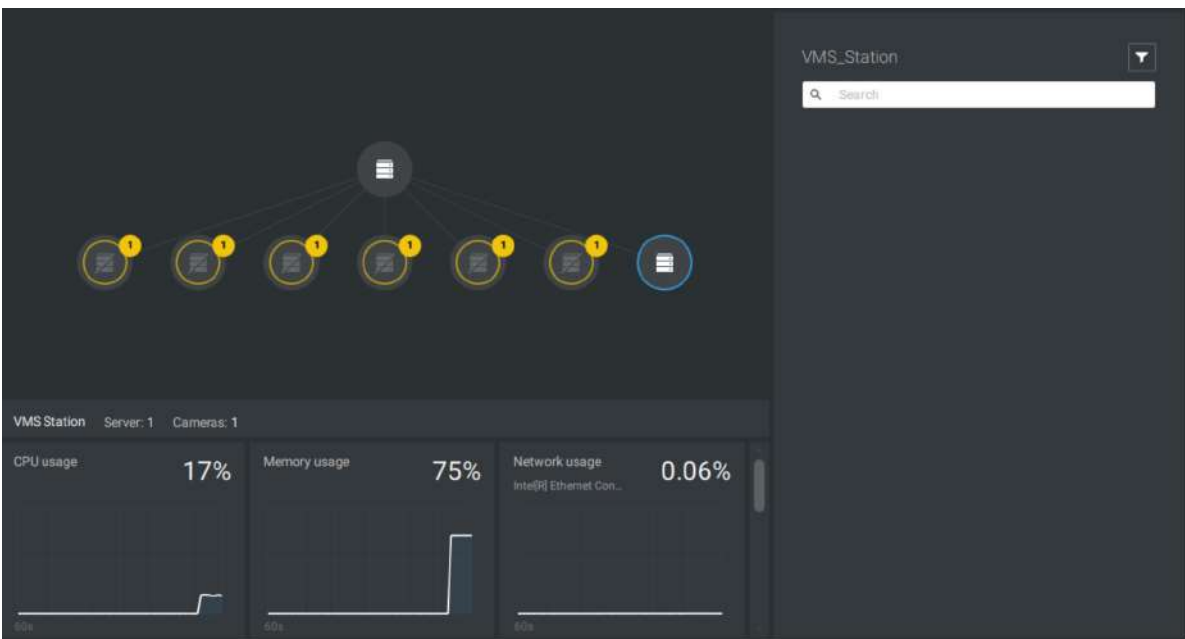 VMS_Station
Search
1 1 1 1 1 1
VMS Station Server: 1 Cameras: 1
CPU usage 17%
Memory usage 75%
Network usage 0.06%
Intel[R] Ethernet Con...
60s 60s 60s